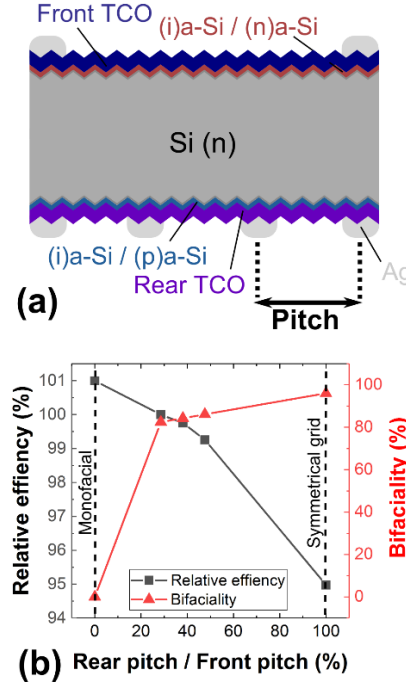 Front TCO
(i)a-Si / (n)a-Si
Si (n)
(i)a-Si / (p)a-Si
Rear TCO
Ag
(a)
Pitch
101
100
99
98
97
96
95
94
Relative effiency (%)
Monofacial
Symmetrical grid
100
80
60
40
20
0
Bifaciality (%)
Relative effiency
Bifaciality
0
20
40
60
80
100
(b)
Rear pitch / Front pitch (%)